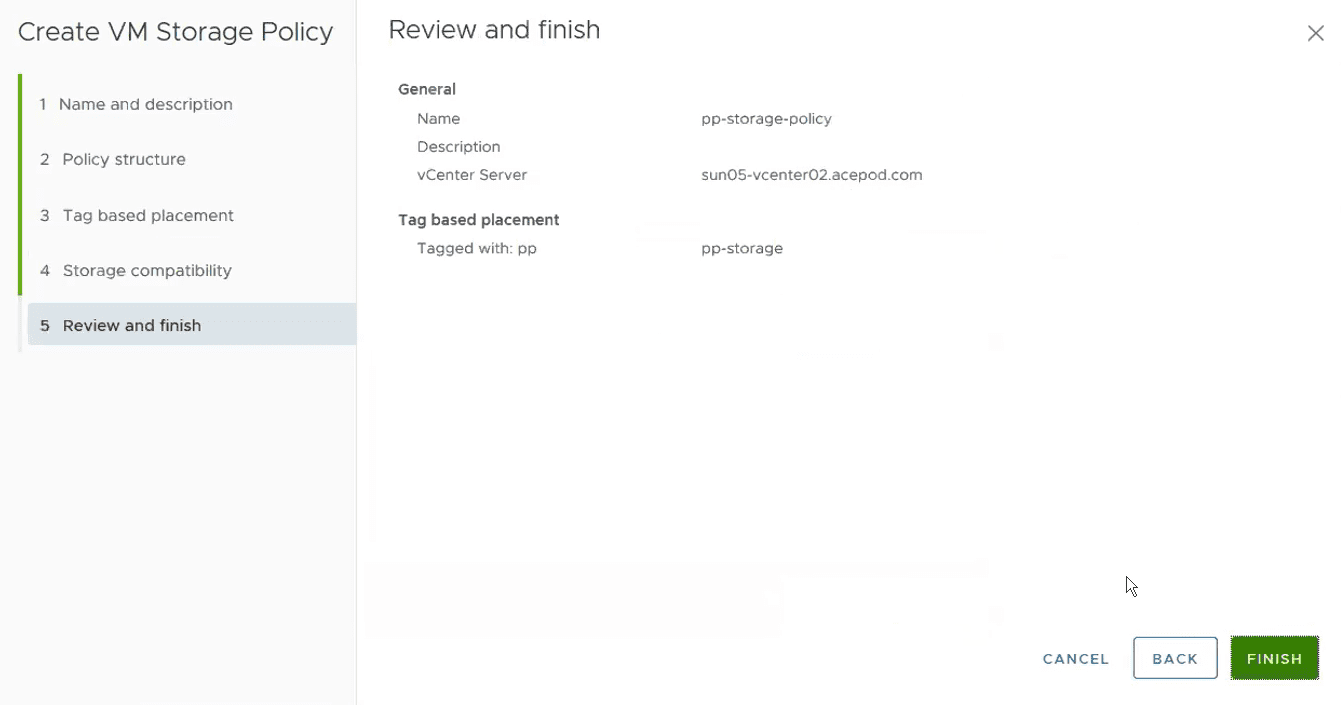 Create VM Storage Policy
1 Name and description
2 Policy structure
3 Tag based placement
4 Storage compatibility
5 Review and finish
Review and finish
General
Name pp-storage-policy
Description
vCenter Server sun05-vcenter02.acepod.com
Tag based placement
Tagged with: pp pp-storage
CANCEL BACK FINISH